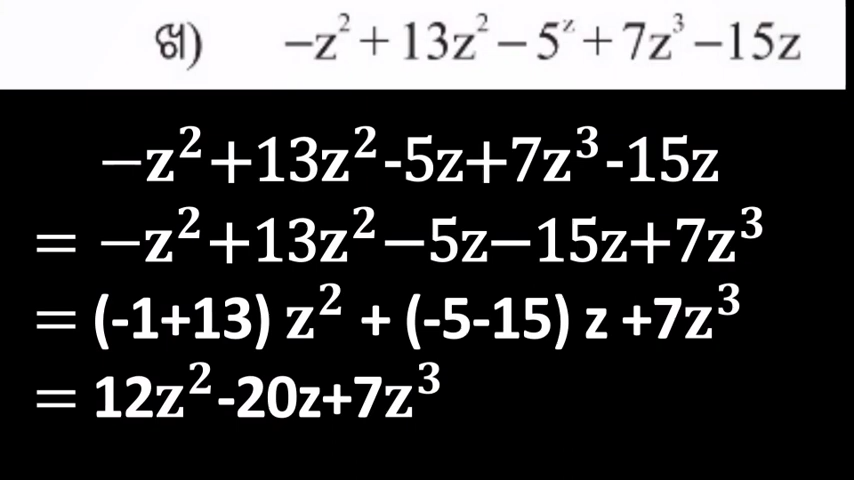 ଖ) −z² + 13z² − 5ᶻ + 7z³ − 15z
−z²+13z²-5z+7z³-15z
= −z²+13z²−5z−15z+7z³
= (-1+13) z² + (-5-15) z +7z³
= 12z²-20z+7z³